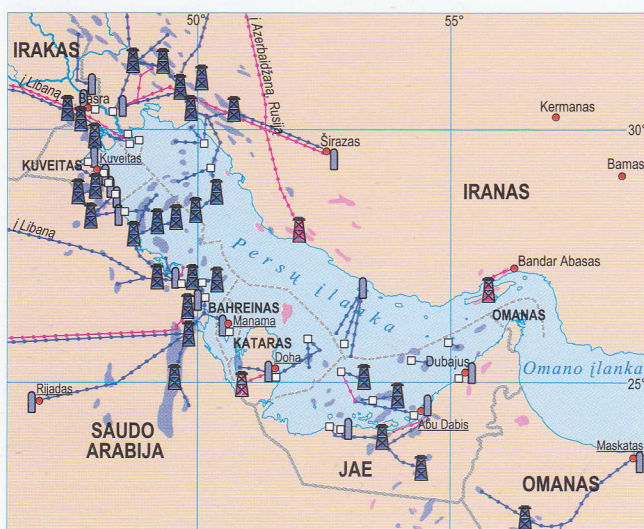 50°
55°
IRAKAS
į Libaną
į Azerbaidžaną, Rusiją
Basra
Kermanas
30°
Širazas
Bamas
KUVEITAS
Kuveitas
IRANAS
į Libaną
Persų įlanka
Bandar Abasas
BAHREINAS
Manama
OMANAS
KATARAS
Doha
Dubajus
Omano įlanka
25°
Rijadas
Abu Dabis
SAUDO
ARABIJA
Maskatas
JAE
OMANAS